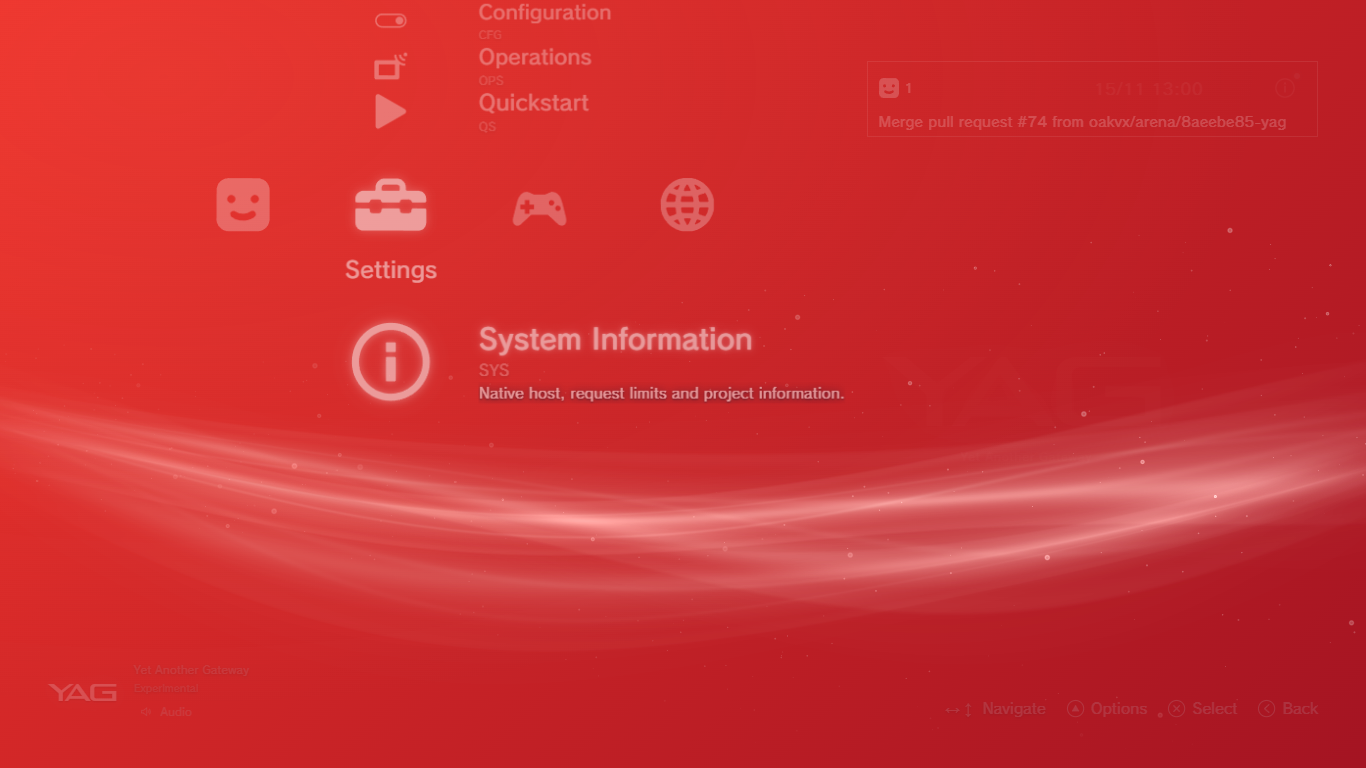 Configuration
CFG
Operations
OPS
Quickstart
QS
1
15/11 13:00
Merge pull request #74 from oakvx/arena/8aeebe85-yag
Settings
System Information
SYS
Native host, request limits and project information.
YAG
YAG
Yet Another Gateway
Experimental
Audio
Navigate
Options
Select
Back